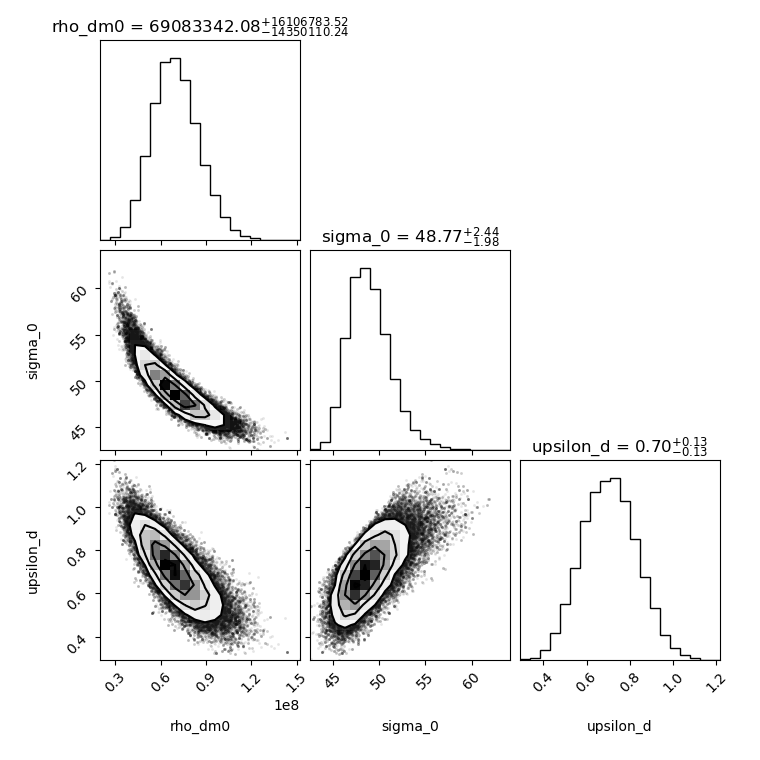 rho_dm0 = 69083342.08+16106783.52
−14350110.24
sigma_0 = 48.77+2.44
−1.98
60
55
50
45
sigma_0
upsilon_d = 0.70+0.13
−0.13
1.2
1.0
0.8
0.6
0.4
upsilon_d
0.3 0.6 0.9 1.5
1e8
rho_dm0
45 50 55 60
sigma_0
0.4 0.6 0.8 1.0 1.2
upsilon_d